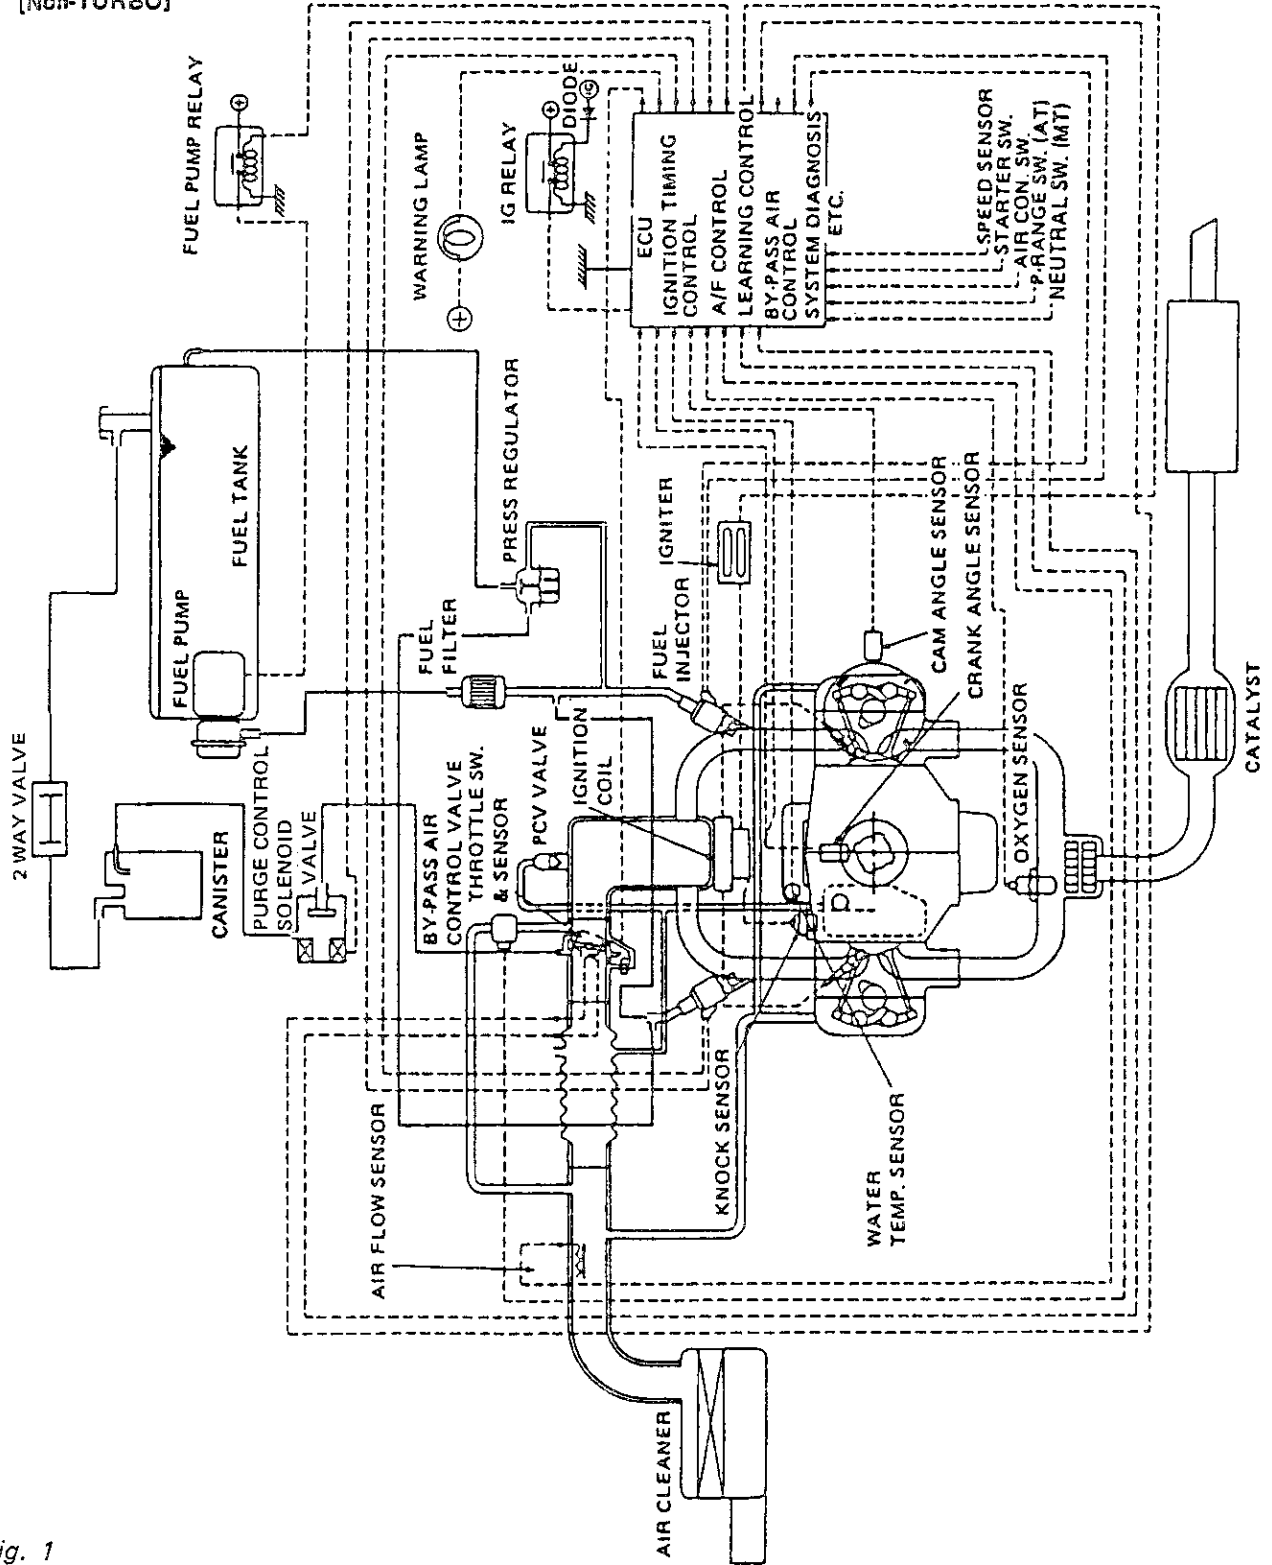 [Non-TURBO]
FUEL PUMP RELAY
WARNING LAMP
IG RELAY
DIODE
IG
ECU
IGNITION TIMING
CONTROL
A/F CONTROL
LEARNING CONTROL
BY-PASS AIR
CONTROL
SYSTEM DIAGNOSIS
ETC.
SPEED SENSOR
STARTER SW.
AIR CON. SW.
P-RANGE SW. (AT)
NEUTRAL SW. (MT)
FUEL TANK
FUEL PUMP
PRESS REGULATOR
FUEL
FILTER
FUEL
INJECTOR
IGNITER
CAM ANGLE SENSOR
CRANK ANGLE SENSOR
OXYGEN SENSOR
CATALYST
2 WAY VALVE
CANISTER
PURGE CONTROL
SOLENOID
VALVE
BY-PASS AIR
CONTROL VALVE
THROTTLE SW.
& SENSOR
PCV VALVE
IGNITION
COIL
AIR FLOW SENSOR
KNOCK SENSOR
WATER
TEMP. SENSOR
AIR CLEANER
ig. 1